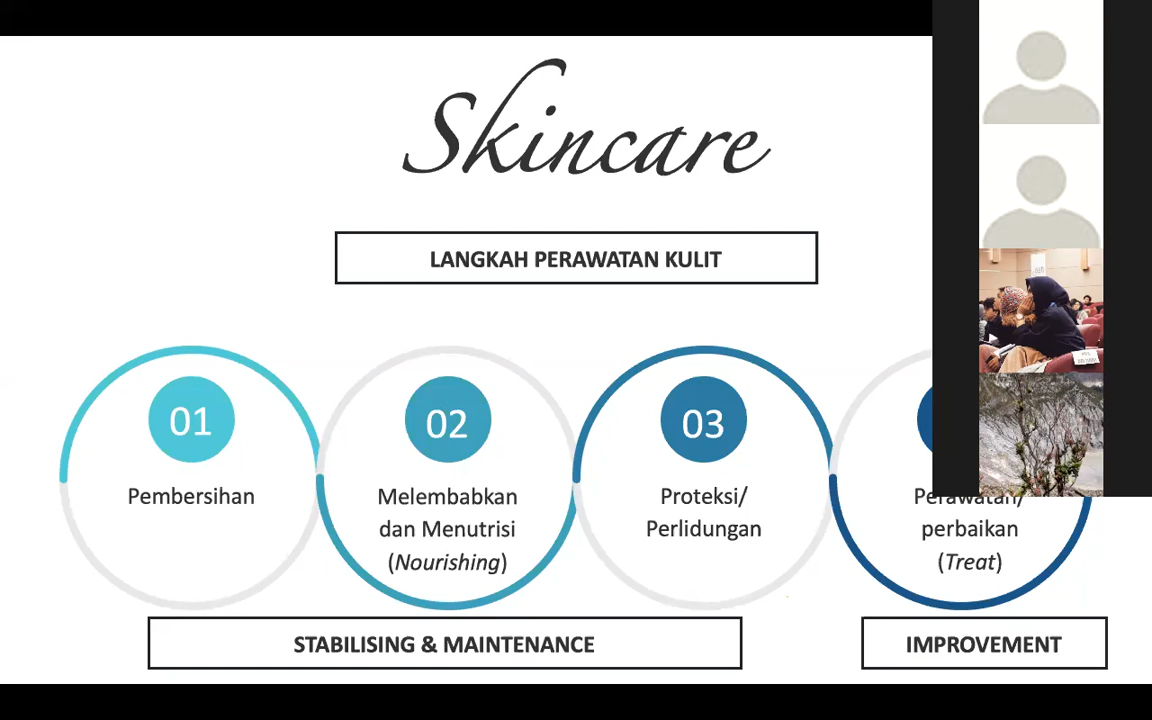 Skincare
LANGKAH PERAWATAN KULIT
01
Pembersihan
02
Melembabkan
dan Menutrisi
(Nourishing)
03
Proteksi/
Perlidungan
Perawatan/
perbaikan
(Treat)
STABILISING & MAINTENANCE
IMPROVEMENT